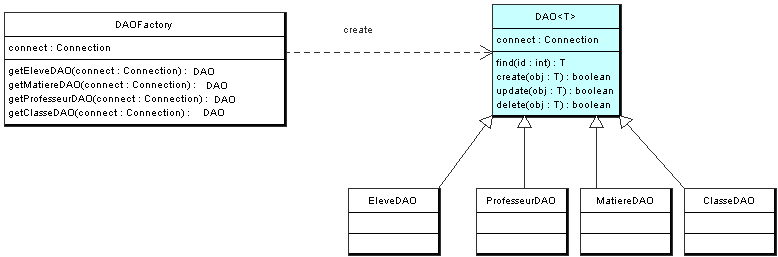 DAOFactory
connect : Connection
getEleveDAO(connect : Connection) : DAO
getMatiereDAO(connect : Connection) : DAO
getProfesseurDAO(connect : Connection) : DAO
getClasseDAO(connect : Connection) : DAO
create
DAO<T>
connect : Connection
find(id : int) : T
create(obj : T) : boolean
update(obj : T) : boolean
delete(obj : T) : boolean
EleveDAO
ProfesseurDAO
MatiereDAO
ClasseDAO